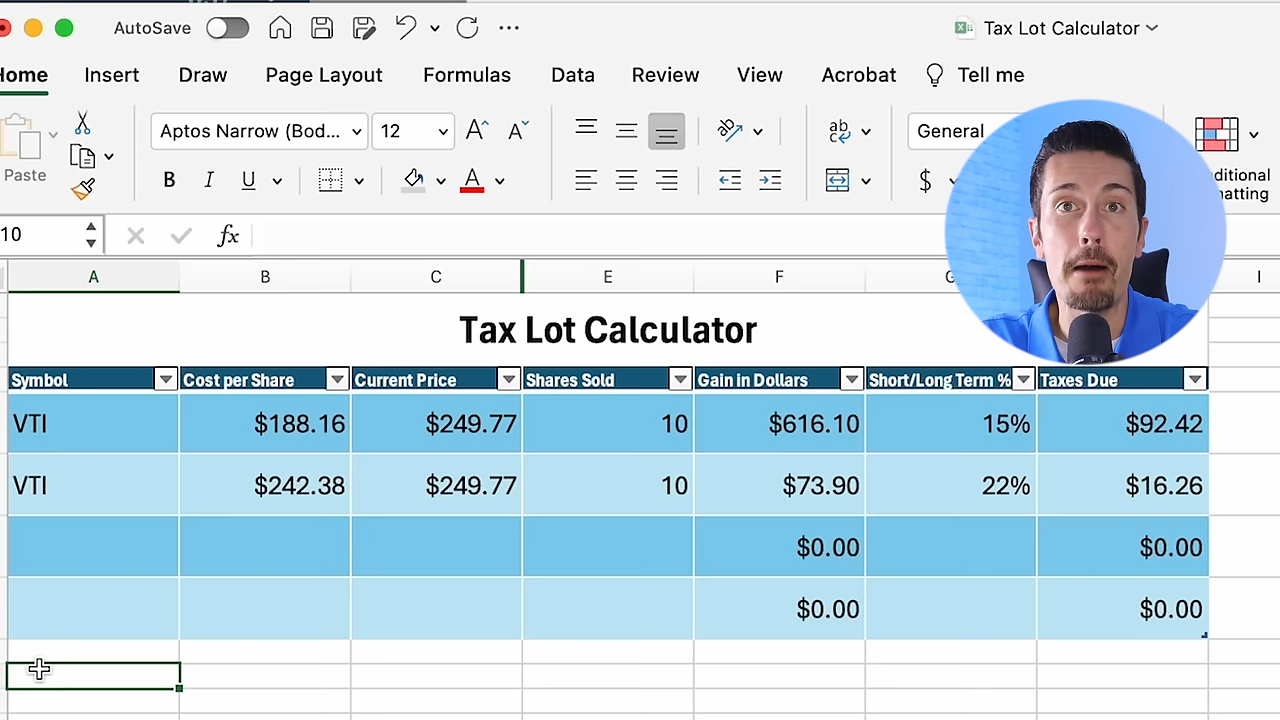 AutoSave
Tax Lot Calculator
Home Insert Draw Page Layout Formulas Data Review View Acrobat Tell me
Paste
Aptos Narrow (Bod... 12 A A
ab
c
General
B I U A
$
ditional
atting
10
fx
A B C E F G I
Tax Lot Calculator
Symbol Cost per Share Current Price Shares Sold Gain in Dollars Short/Long Term % Taxes Due
VTI $188.16 $249.77 10 $616.10 15% $92.42
VTI $242.38 $249.77 10 $73.90 22% $16.26
$0.00 $0.00
$0.00 $0.00